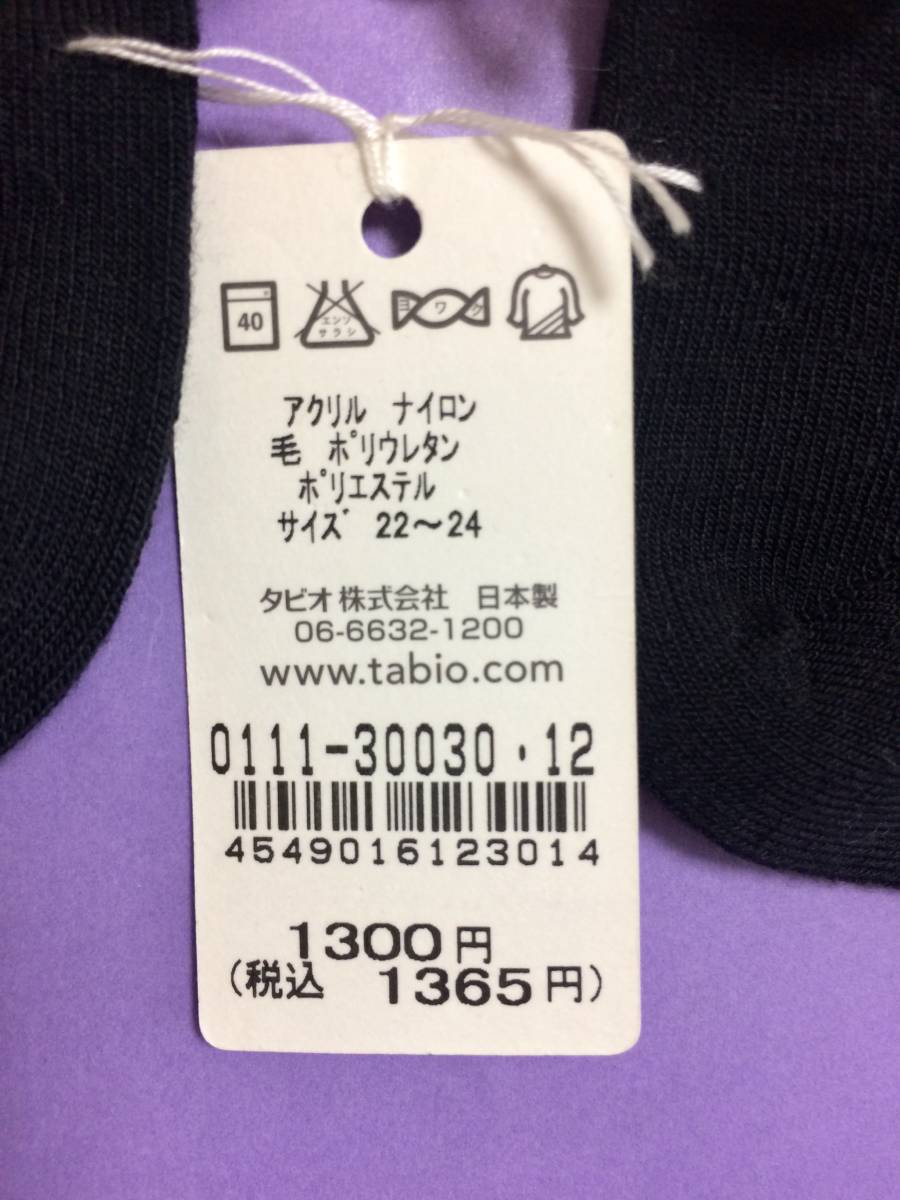 40
エンソ
サラシ
ヨワク
アクリル ナイロン
毛 ポリウレタン
ポリエステル
サイズ 22〜24
タビオ株式会社 日本製
06-6632-1200
www.tabio.com
0111-30030・12
4549016123014
1300円
(税込 1365円)